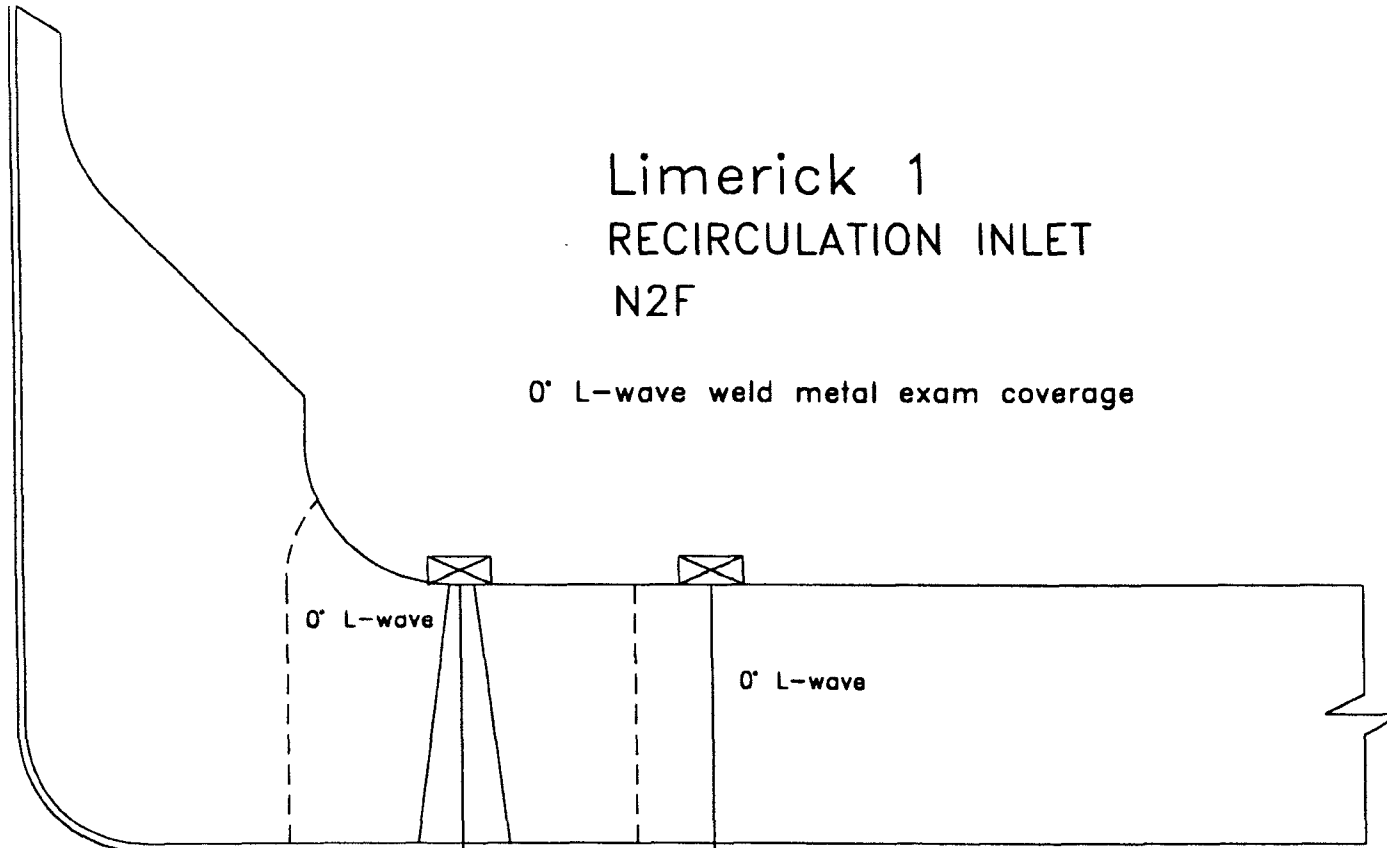 Limerick 1
RECIRCULATION INLET
N2F
0° L-wave weld metal exam coverage
0° L-wave
0° L-wave